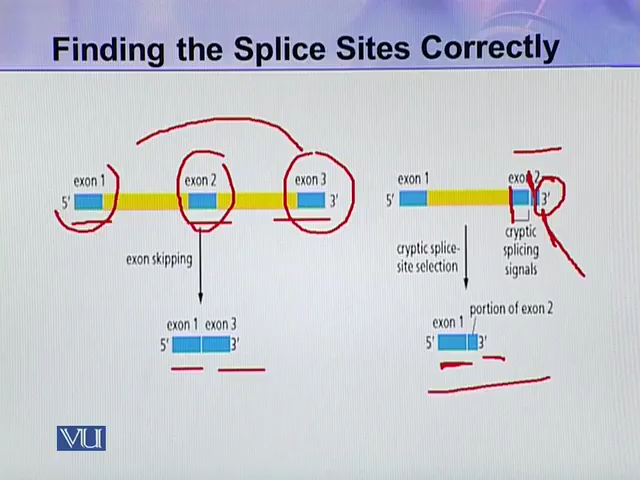 Finding the Splice Sites Correctly
exon 1 exon 2 exon 3
5' 3'
exon skipping
exon 1 exon 3
5' 3'
exon 1 exon 2
5' 3'
cryptic splice-
site selection
cryptic
splicing
signals
portion of exon 2
exon 1
5' 3'
VU